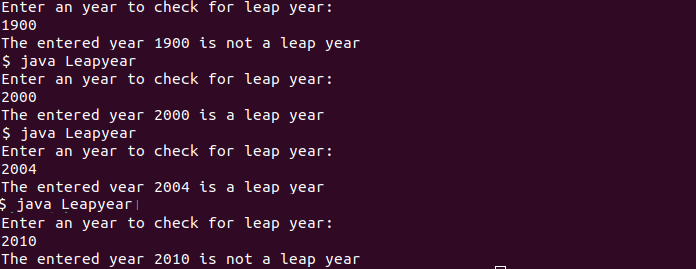 Enter an year to check for leap year:
1900
The entered year 1900 is not a leap year
$ java Leapyear
Enter an year to check for leap year:
2000
The entered year 2000 is a leap year
$ java Leapyear
Enter an year to check for leap year:
2004
The entered year 2004 is a leap year
$ java Leapyear
Enter an year to check for leap year:
2010
The entered year 2010 is not a leap year